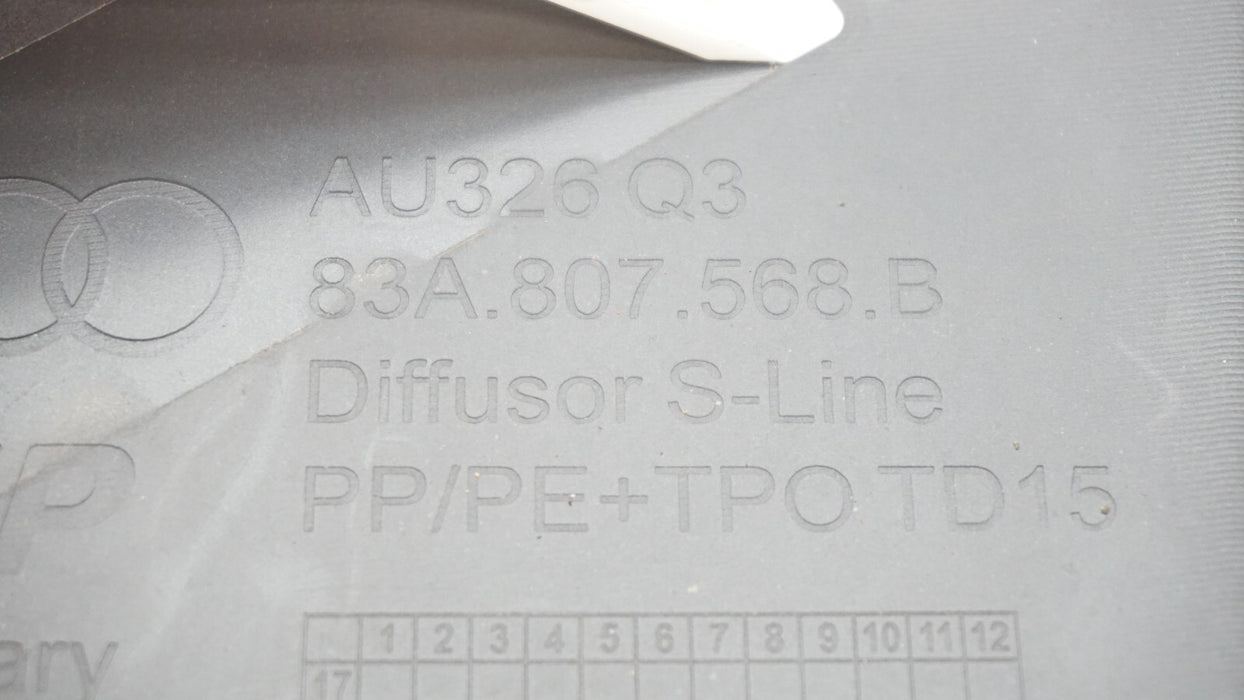 AU326 Q3
83A.807.568.B
Diffusor S-Line
PP/PE+TPO TD15
P
ary
1 2 3 4 5 6 7 8 9 10 11 12
17